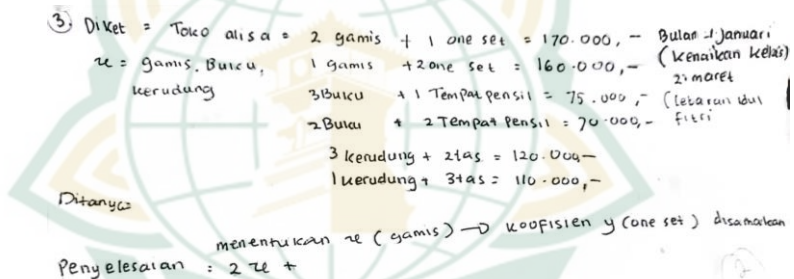 3. Diket = Toko alisa = 2 gamis + 1 one set = 170.000,- Bulan : 1. Januari
x = gamis, Buku, 1 gamis + 2 one set = 160.000,- (kenaikan kelas)
kerudung 3 Buku + 1 Tempat pensil = 75.000,- 2. maret (lebaran idul
2 Buku + 2 Tempat Pensil = 70.000,- fitri
3 kerudung + 2 tas = 120.000,-
1 kerudung + 3 tas = 110.000,-
Ditanya=
menentukan x (gamis) → koofisien y (one set) disamakan
Penyelesaian : 2x +